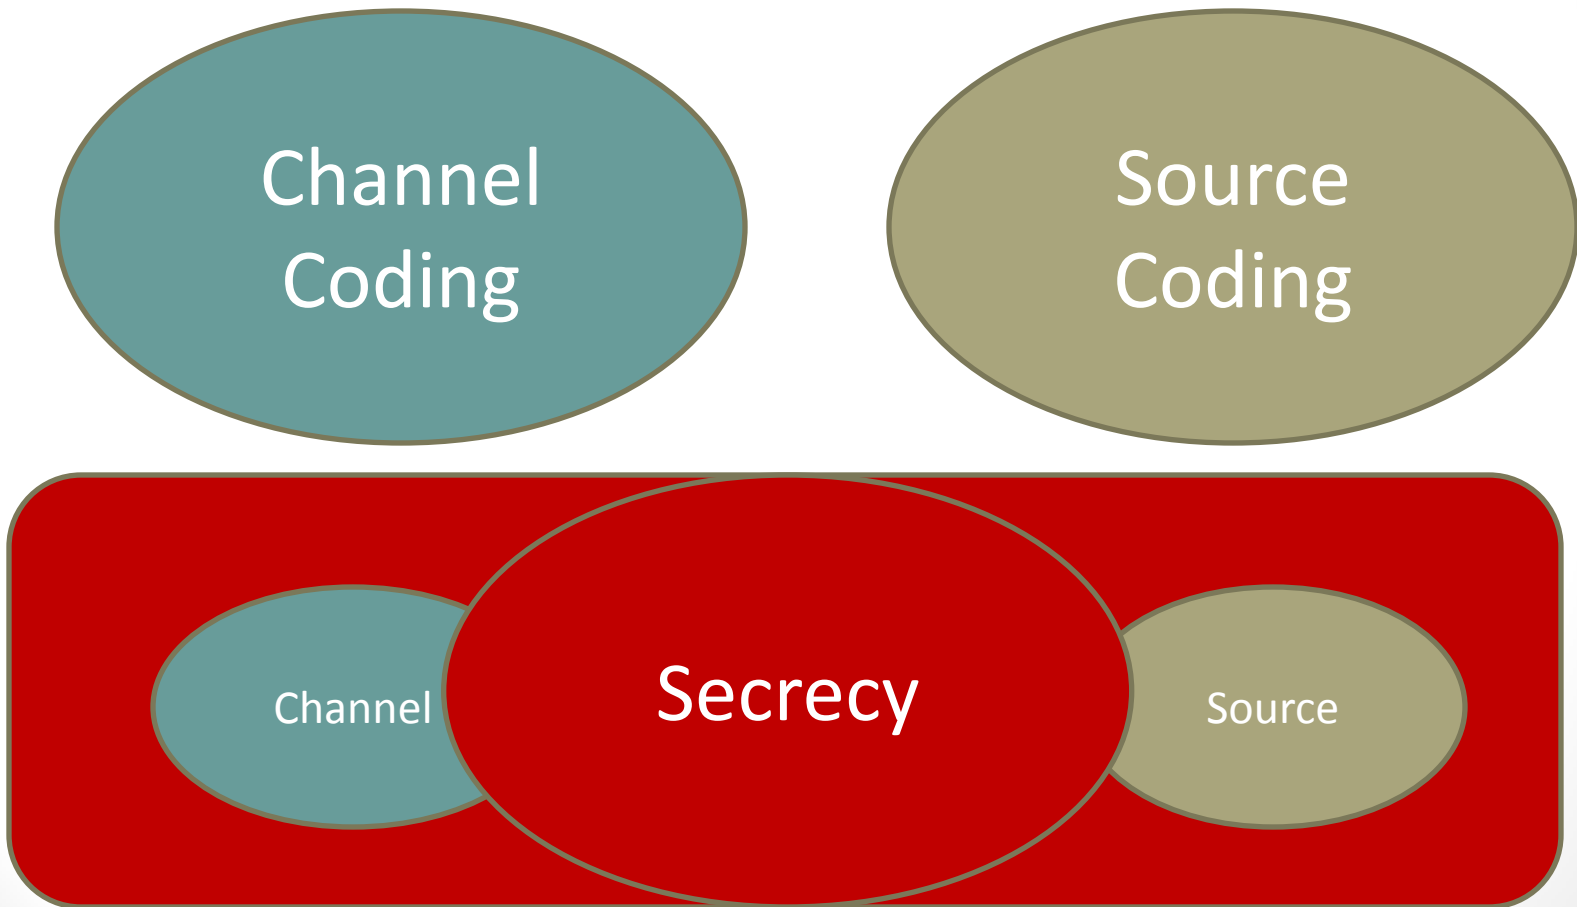 Channel
Coding
Source
Coding
Channel
Secrecy
Source